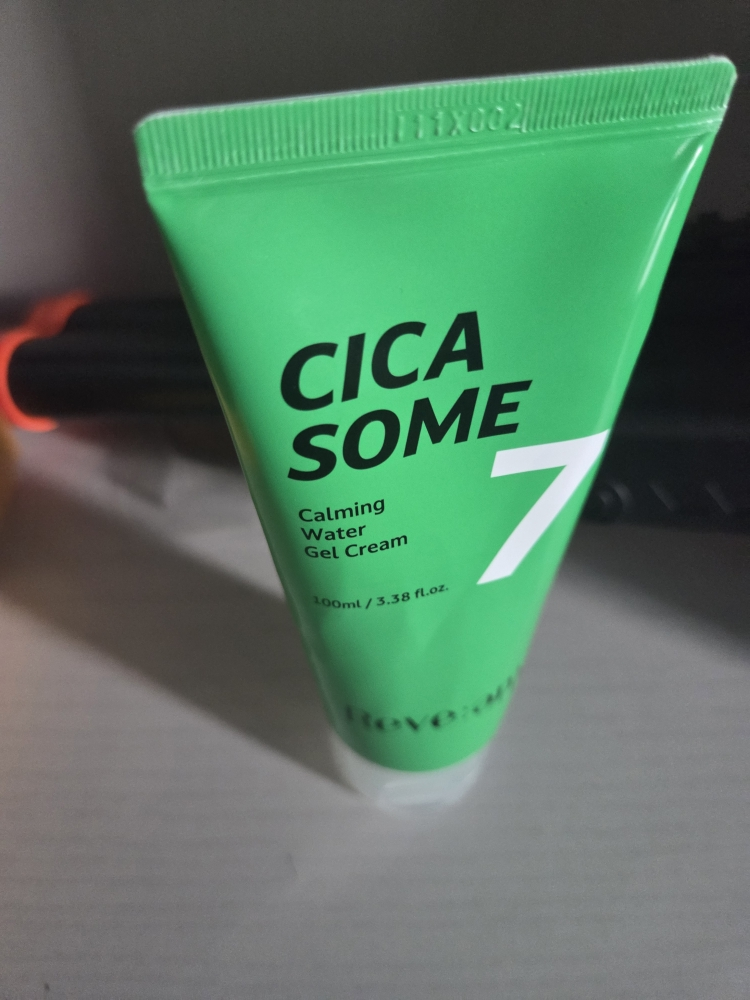 CICA
SOME
7
Calming
Water
Gel Cream
100ml / 3.38 fl.oz.